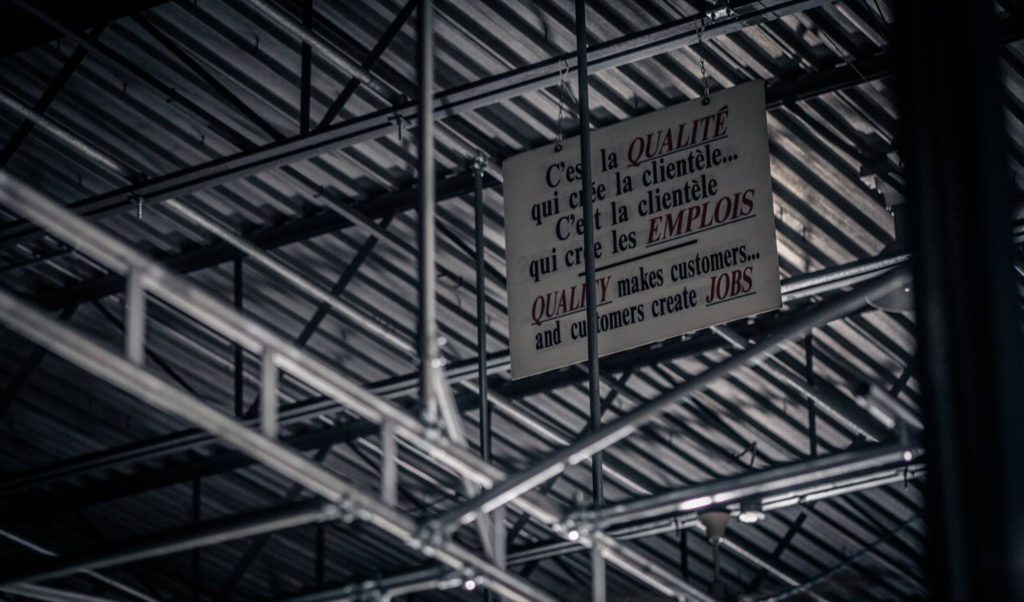 C'est la QUALITÉ
qui crée la clientèle...
C'est la clientèle
qui crée les EMPLOIS
QUALITY makes customers...
and customers create JOBS